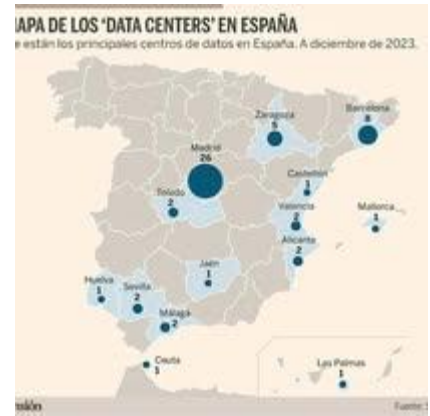 MAPA DE LOS ‘DATA CENTERS’ EN ESPAÑA
e están los principales centros de datos en España. A diciembre de 2023.
Barcelona
8
Zaragoza
5
Madrid
26
Castellón
1
Toledo
2
Valencia
2
Mallorca
1
Alicante
2
Jaén
1
Huelva
1
Sevilla
2
Málaga
2
Ceuta
1
Las Palmas
1
nsión
Fuente: